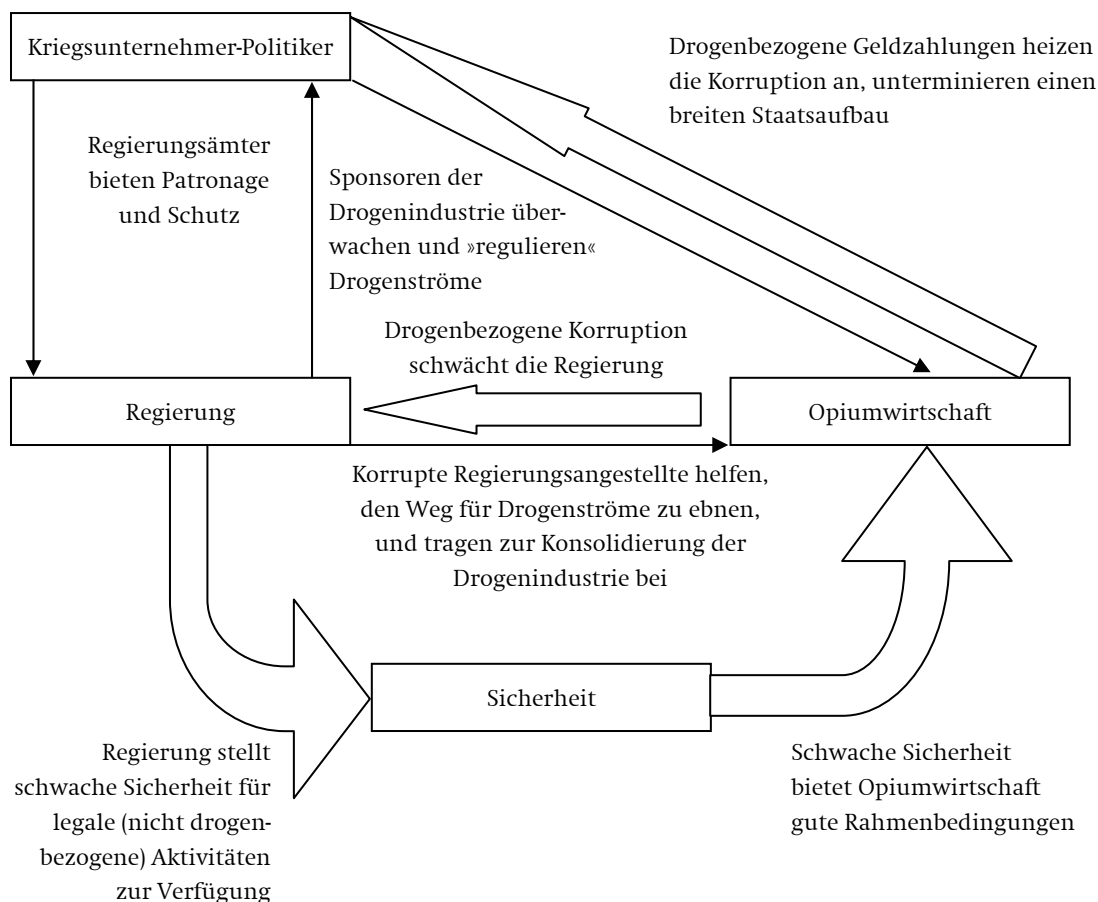 Kriegsunternehmer-Politiker
Drogenbezogene Geldzahlungen heizen
die Korruption an, unterminieren einen
breiten Staatsaufbau
Regierungsämter
bieten Patronage
und Schutz
Sponsoren der
Drogenindustrie über-
wachen und »regulieren«
Drogenströme
Drogenbezogene Korruption
schwächt die Regierung
Regierung
Opiumwirtschaft
Korrupte Regierungsangestellte helfen,
den Weg für Drogenströme zu ebnen,
und tragen zur Konsolidierung der
Drogenindustrie bei
Sicherheit
Regierung stellt
schwache Sicherheit für
legale (nicht drogen-
bezogene) Aktivitäten
zur Verfügung
Schwache Sicherheit
bietet Opiumwirtschaft
gute Rahmenbedingungen